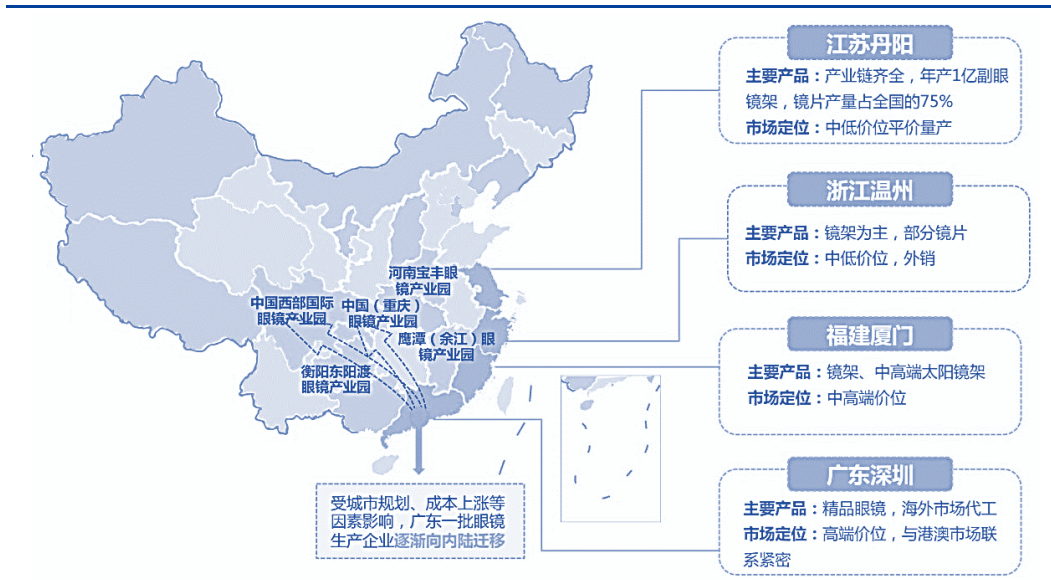 江苏丹阳
主要产品：产业链齐全，年产1亿副眼
镜架，镜片产量占全国的75%
市场定位：中低价位平价量产
浙江温州
主要产品：镜架为主，部分镜片
市场定位：中低价位，外销
福建厦门
主要产品：镜架、中高端太阳镜架
市场定位：中高端价位
广东深圳
主要产品：精品眼镜，海外市场代工
市场定位：高端价位，与港澳市场联
系紧密
河南宝丰眼
镜产业园
中国西部国际
眼镜产业园
中国（重庆）
眼镜产业园
鹰潭（余江）眼
镜产业园
衡阳东阳渡
眼镜产业园
受城市规划、成本上涨等
因素影响，广东一批眼镜
生产企业逐渐向内陆迁移